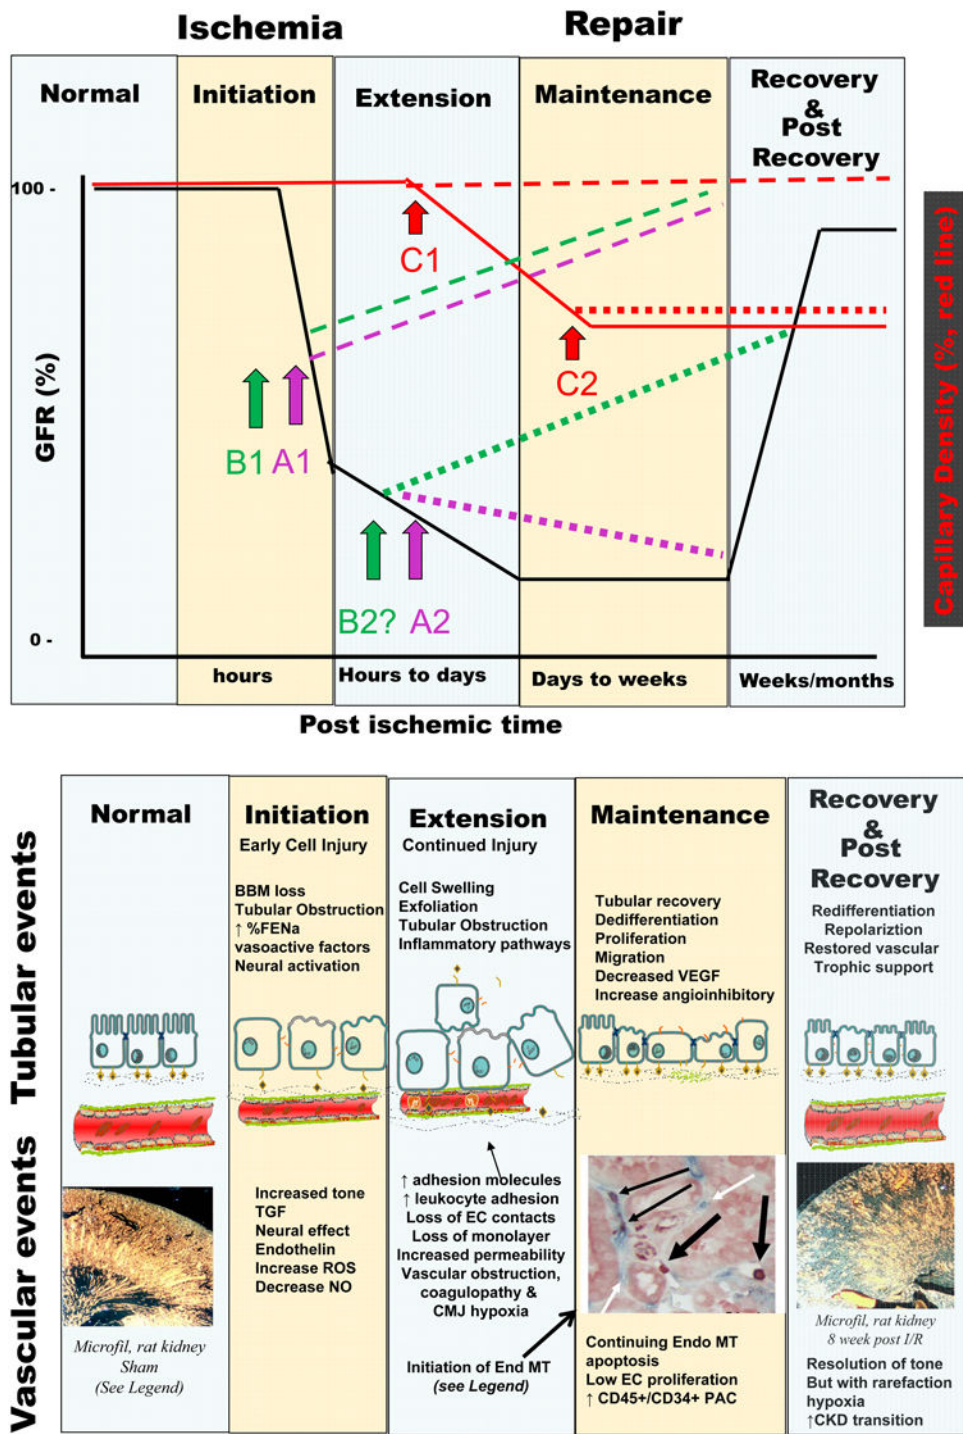 Ischemia
Repair
Normal
Initiation
Extension
Maintenance
Recovery
&
Post
Recovery
100 -
C1
C2
B1 A1
B2? A2
0 -
GFR (%)
Capillary Density (%, red line)
hours
Hours to days
Days to weeks
Weeks/months
Post ischemic time
Tubular events
Vascular events
Normal
Microfil, rat kidney
Sham
(See Legend)
Initiation
Early Cell Injury
BBM loss
Tubular Obstruction
↑ %FENa
vasoactive factors
Neural activation
Increased tone
TGF
Neural effect
Endothelin
Increase ROS
Decrease NO
Extension
Continued Injury
Cell Swelling
Exfoliation
Tubular Obstruction
Inflammatory pathways
↑ adhesion molecules
↑ leukocyte adhesion
Loss of EC contacts
Loss of monolayer
Increased permeability
Vascular obstruction,
coagulopathy &
CMJ hypoxia
Initiation of End MT
(see Legend)
Maintenance
Tubular recovery
Dedifferentiation
Proliferation
Migration
Decreased VEGF
Increase angioinhibitory
Continuing Endo MT
apoptosis
Low EC proliferation
↑ CD45+/CD34+ PAC
Recovery
&
Post
Recovery
Redifferentiation
Repolariztion
Restored vascular
Trophic support
Microfil, rat kidney
8 week post I/R
Resolution of tone
But with rarefaction
hypoxia
↑CKD transition